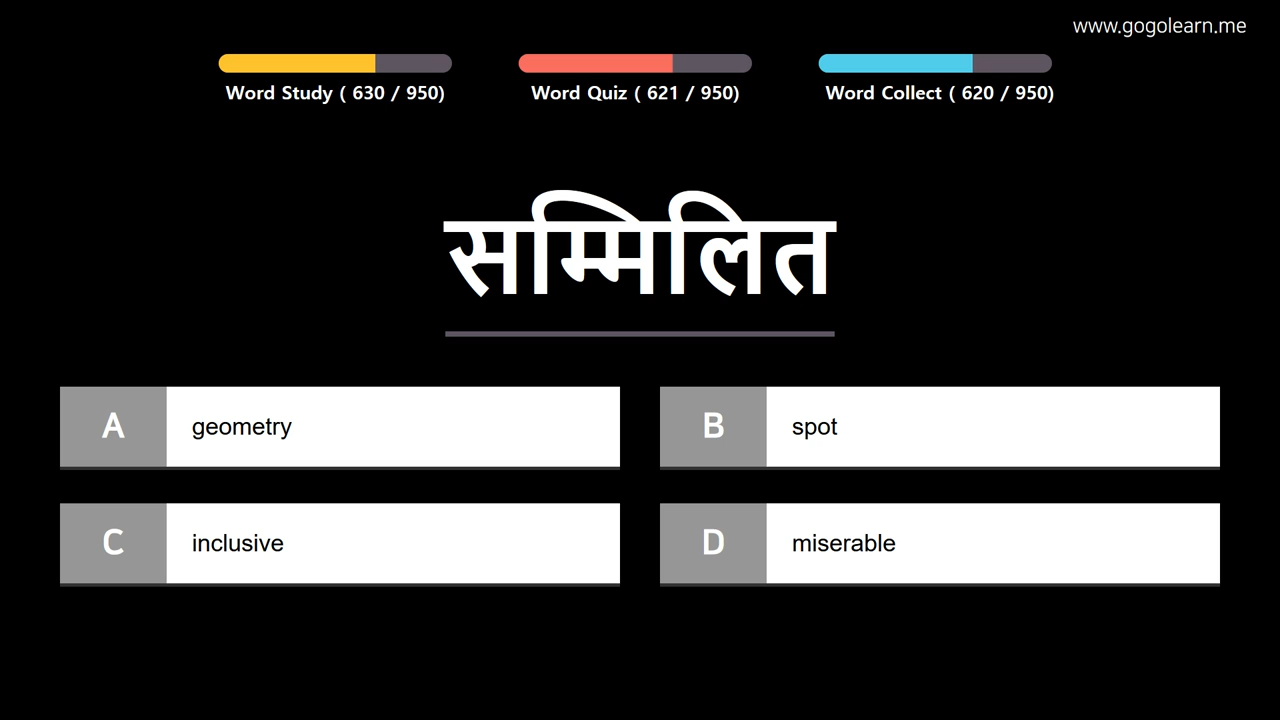 www.gogolearn.me
Word Study ( 630 / 950)
Word Quiz ( 621 / 950)
Word Collect ( 620 / 950)
सम्मिलित
A
geometry
B
spot
C
inclusive
D
miserable